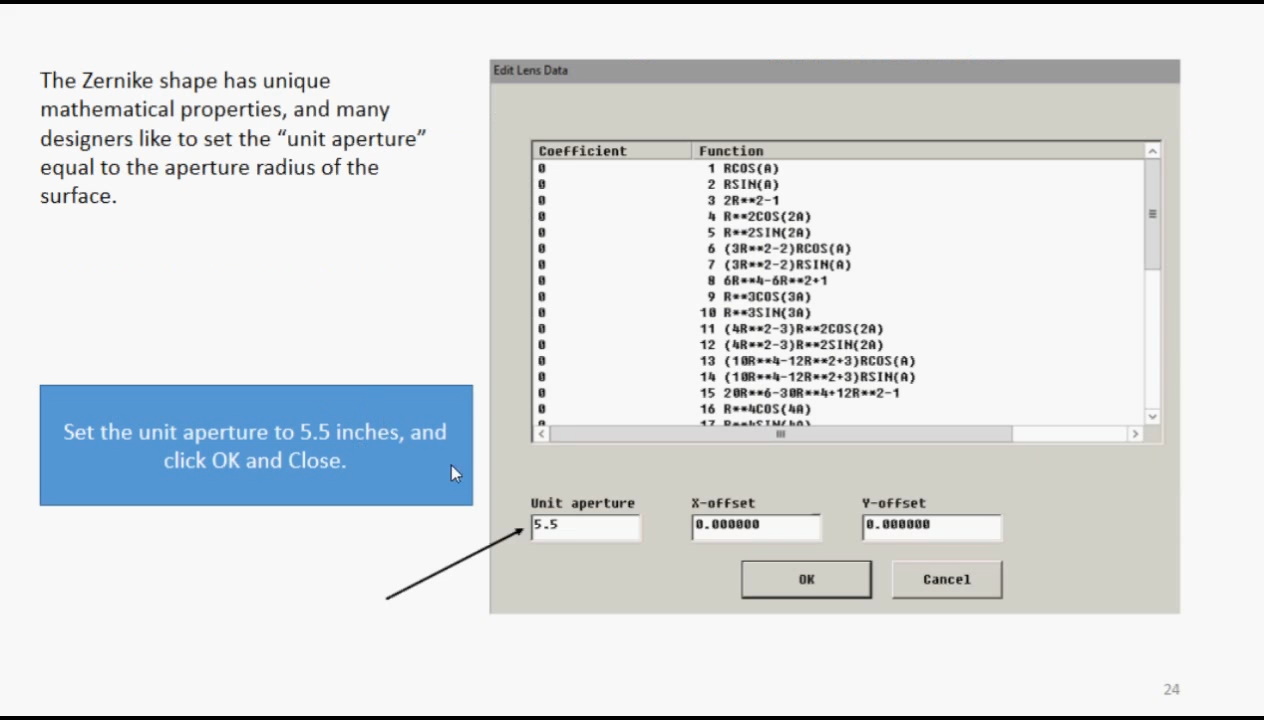 The Zernike shape has unique
mathematical properties, and many
designers like to set the “unit aperture”
equal to the aperture radius of the
surface.
Set the unit aperture to 5.5 inches, and
click OK and Close.
Edit Lens Data
Coefficient Function
0 1 RCOS(A)
0 2 RSIN(A)
0 3 2R**2-1
0 4 R**2COS(2A)
0 5 R**2SIN(2A)
0 6 (3R**2-2)RCOS(A)
0 7 (3R**2-2)RSIN(A)
0 8 6R**4-6R**2+1
0 9 R**3COS(3A)
0 10 R**3SIN(3A)
0 11 (4R**2-3)R**2COS(2A)
0 12 (4R**2-3)R**2SIN(2A)
0 13 (10R**4-12R**2+3)RCOS(A)
0 14 (10R**4-12R**2+3)RSIN(A)
0 15 20R**6-30R**4+12R**2-1
0 16 R**4COS(4A)
0 17 R**4SIN(4A)
Unit aperture X-offset Y-offset
5.5 0.000000 0.000000
OK Cancel
24